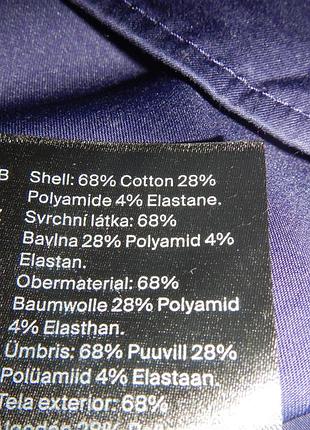 B Shell: 68% Cotton 28%
Polyamide 4% Elastane.
Svrchní látka: 68%
Bavlna 28% Polyamid 4%
Elastan.
Obermaterial: 68%
Baumwolle 28% Polyamid
4% Elasthan.
Ümbris: 68% Puuvill 28%
Polüamiid 4% Elastaan.
Tela exterior: 68%